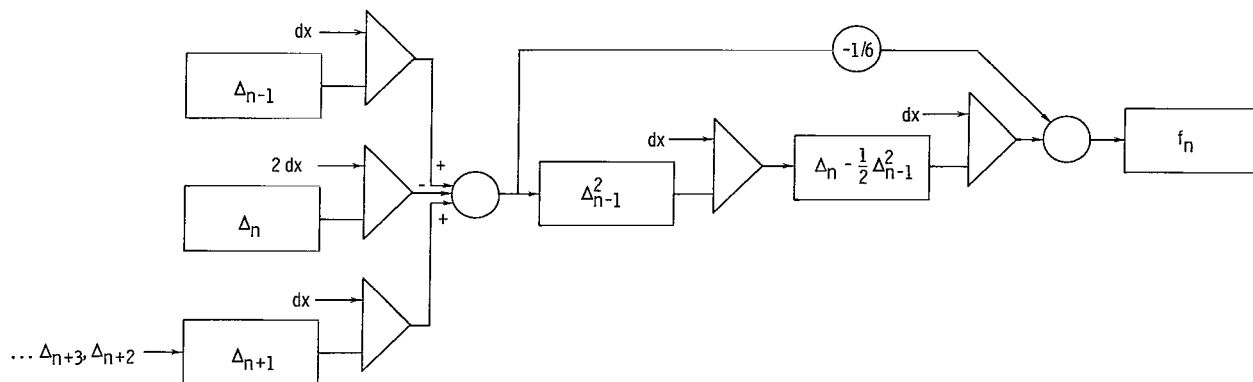 dx
Δn-1
2 dx
Δn
dx
... Δn+3, Δn+2
Δn+1
+
-
+
Δ²n-1
dx
Δn - 1/2 Δ²n-1
-1/6
dx
fn